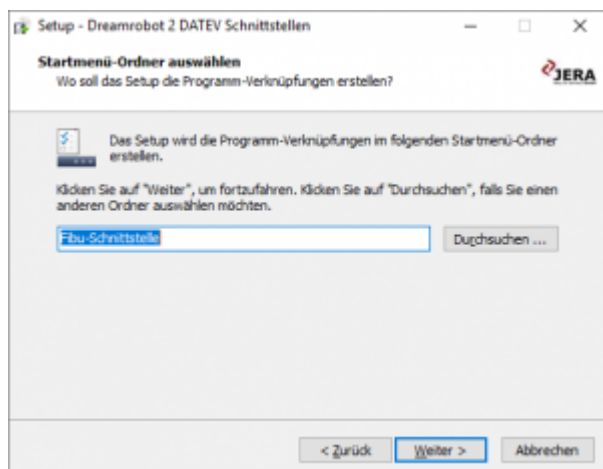 Setup - Dreamrobot 2 DATEV Schnittstellen
Startmenü-Ordner auswählen
Wo soll das Setup die Programm-Verknüpfungen erstellen?
JERA
Das Setup wird die Programm-Verknüpfungen im folgenden Startmenü-Ordner
erstellen.
Klicken Sie auf "Weiter", um fortzufahren. Klicken Sie auf "Durchsuchen", falls Sie einen
anderen Ordner auswählen möchten.
Fibu-Schnittstelle
Durchsuchen ...
< Zurück
Weiter >
Abbrechen